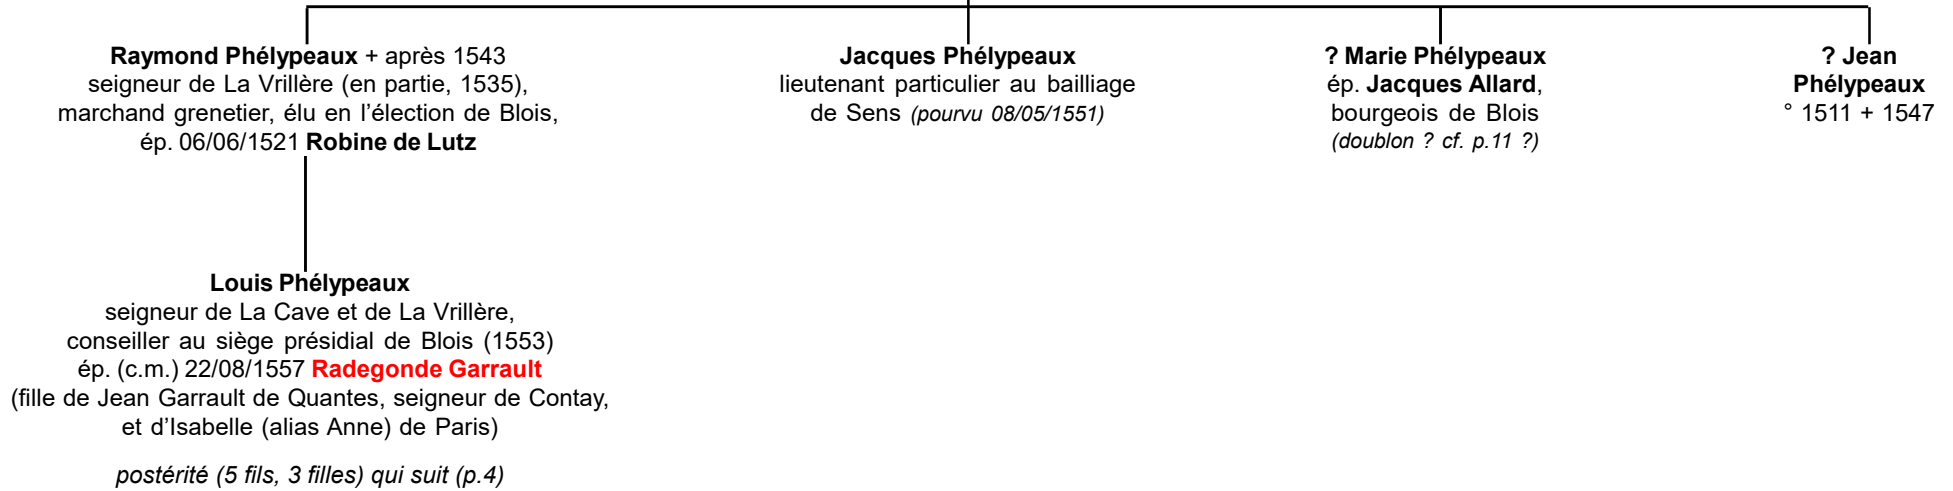 Raymond Phélypeaux + après 1543
seigneur de La Vrillère (en partie, 1535),
marchand grenetier, élu en l’élection de Blois,
ép. 06/06/1521 Robine de Lutz
Jacques Phélypeaux
lieutenant particulier au bailliage
de Sens (pourvu 08/05/1551)
? Marie Phélypeaux
ép. Jacques Allard,
bourgeois de Blois
(doublon ? cf. p.11 ?)
? Jean
Phélypeaux
° 1511 + 1547
Louis Phélypeaux
seigneur de La Cave et de La Vrillère,
conseiller au siège présidial de Blois (1553)
ép. (c.m.) 22/08/1557 Radegonde Garrault
(fille de Jean Garrault de Quantes, seigneur de Contay,
et d’Isabelle (alias Anne) de Paris)
postérité (5 fils, 3 filles) qui suit (p.4)